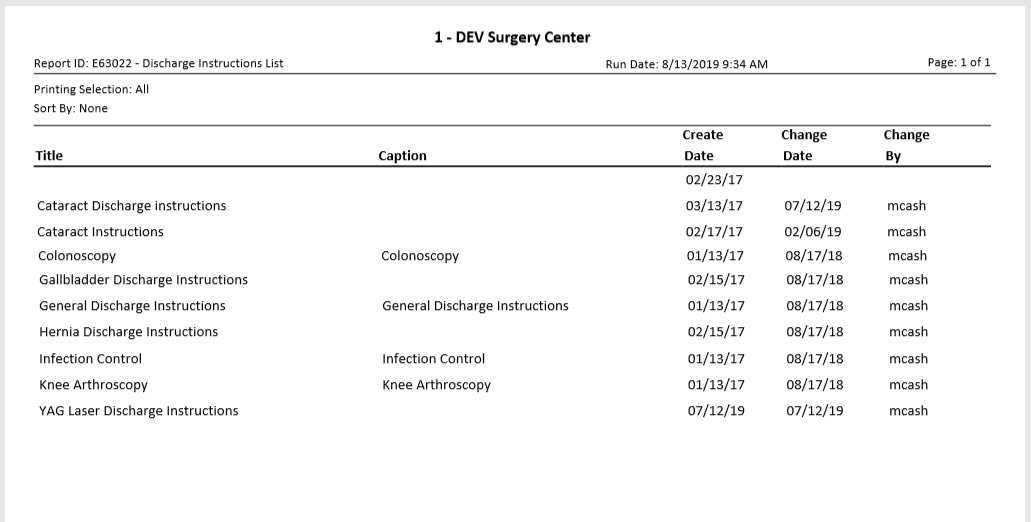 1 - DEV Surgery Center
Report ID: E63022 - Discharge Instructions List Run Date: 8/13/2019 9:34 AM Page: 1 of 1
Printing Selection: All
Sort By: None
Create Change Change
Title Caption Date Date By
02/23/17
Cataract Discharge instructions 03/13/17 07/12/19 mcash
Cataract Instructions 02/17/17 02/06/19 mcash
Colonoscopy Colonoscopy 01/13/17 08/17/18 mcash
Gallbladder Discharge Instructions 02/15/17 08/17/18 mcash
General Discharge Instructions General Discharge Instructions 01/13/17 08/17/18 mcash
Hernia Discharge Instructions 02/15/17 08/17/18 mcash
Infection Control Infection Control 01/13/17 08/17/18 mcash
Knee Arthroscopy Knee Arthroscopy 01/13/17 08/17/18 mcash
YAG Laser Discharge Instructions 07/12/19 07/12/19 mcash